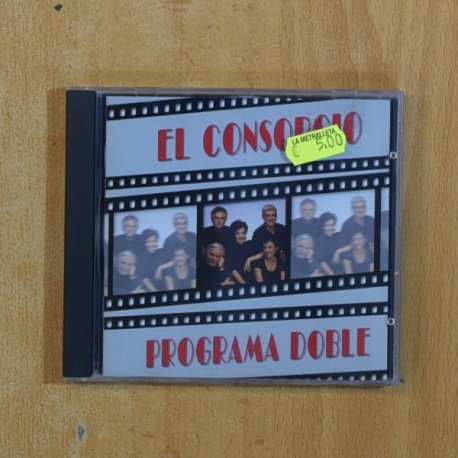 EL CONSORCIO
LA METRALLETA
€ 5,00
PROGRAMA DOBLE